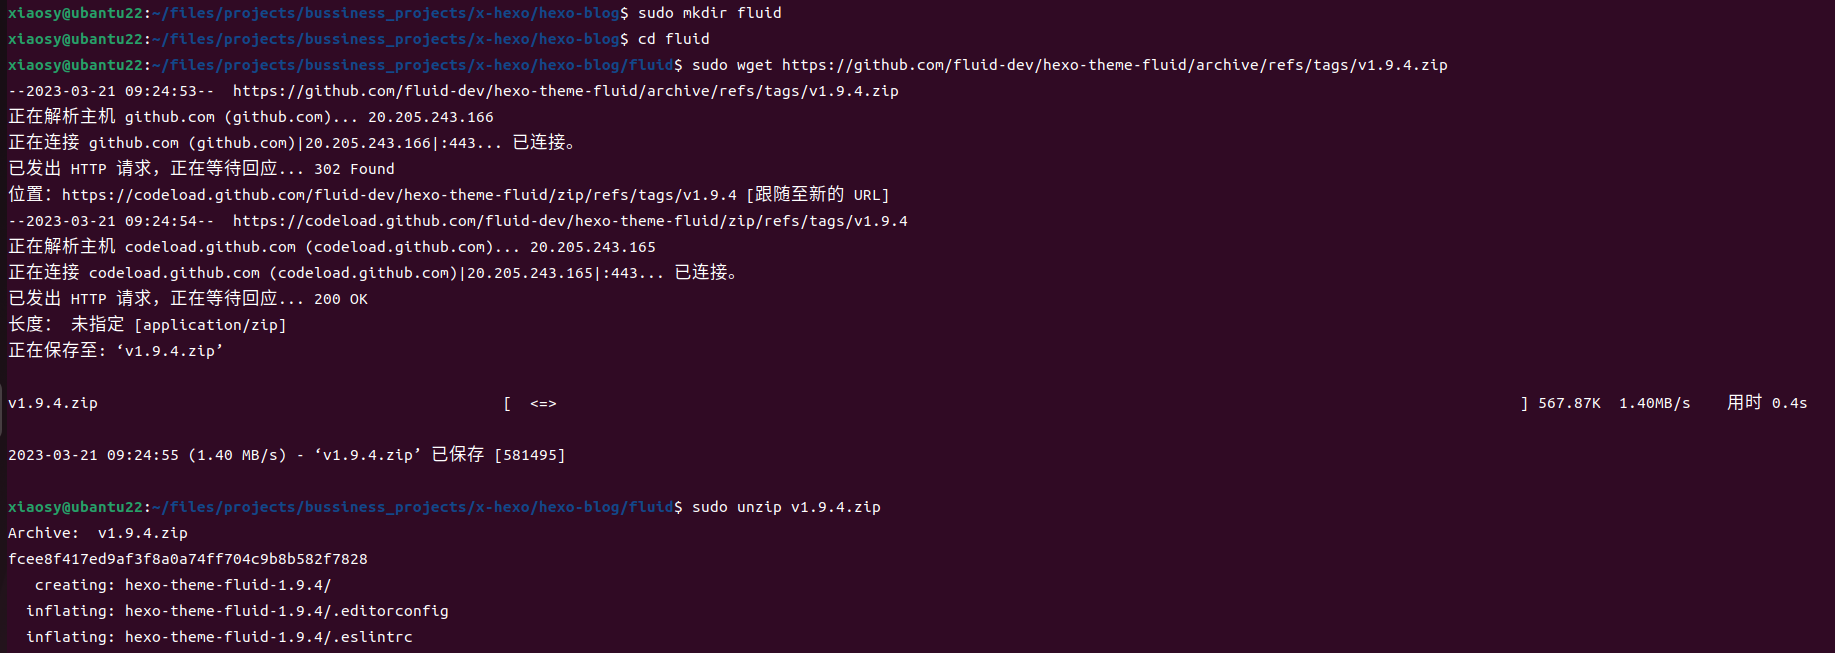 xiaosy@ubantu22:~/files/projects/bussiness_projects/x-hexo/hexo-blog$ sudo mkdir fluid
xiaosy@ubantu22:~/files/projects/bussiness_projects/x-hexo/hexo-blog$ cd fluid
xiaosy@ubantu22:~/files/projects/bussiness_projects/x-hexo/hexo-blog/fluid$ sudo wget https://github.com/fluid-dev/hexo-theme-fluid/archive/refs/tags/v1.9.4.zip
--2023-03-21 09:24:53--  https://github.com/fluid-dev/hexo-theme-fluid/archive/refs/tags/v1.9.4.zip
正在解析主机 github.com (github.com)... 20.205.243.166
正在连接 github.com (github.com)|20.205.243.166|:443... 已连接。
已发出 HTTP 请求，正在等待回应... 302 Found
位置：https://codeload.github.com/fluid-dev/hexo-theme-fluid/zip/refs/tags/v1.9.4 [跟随至新的 URL]
--2023-03-21 09:24:54--  https://codeload.github.com/fluid-dev/hexo-theme-fluid/zip/refs/tags/v1.9.4
正在解析主机 codeload.github.com (codeload.github.com)... 20.205.243.165
正在连接 codeload.github.com (codeload.github.com)|20.205.243.165|:443... 已连接。
已发出 HTTP 请求，正在等待回应... 200 OK
长度： 未指定 [application/zip]
正在保存至: ‘v1.9.4.zip’
v1.9.4.zip [ <=> ] 567.87K 1.40MB/s 用时 0.4s
2023-03-21 09:24:55 (1.40 MB/s) - ‘v1.9.4.zip’ 已保存 [581495]
xiaosy@ubantu22:~/files/projects/bussiness_projects/x-hexo/hexo-blog/fluid$ sudo unzip v1.9.4.zip
Archive:  v1.9.4.zip
fcee8f417ed9af3f8a0a74ff704c9b8b582f7828
creating: hexo-theme-fluid-1.9.4/
inflating: hexo-theme-fluid-1.9.4/.editorconfig
inflating: hexo-theme-fluid-1.9.4/.eslintrc